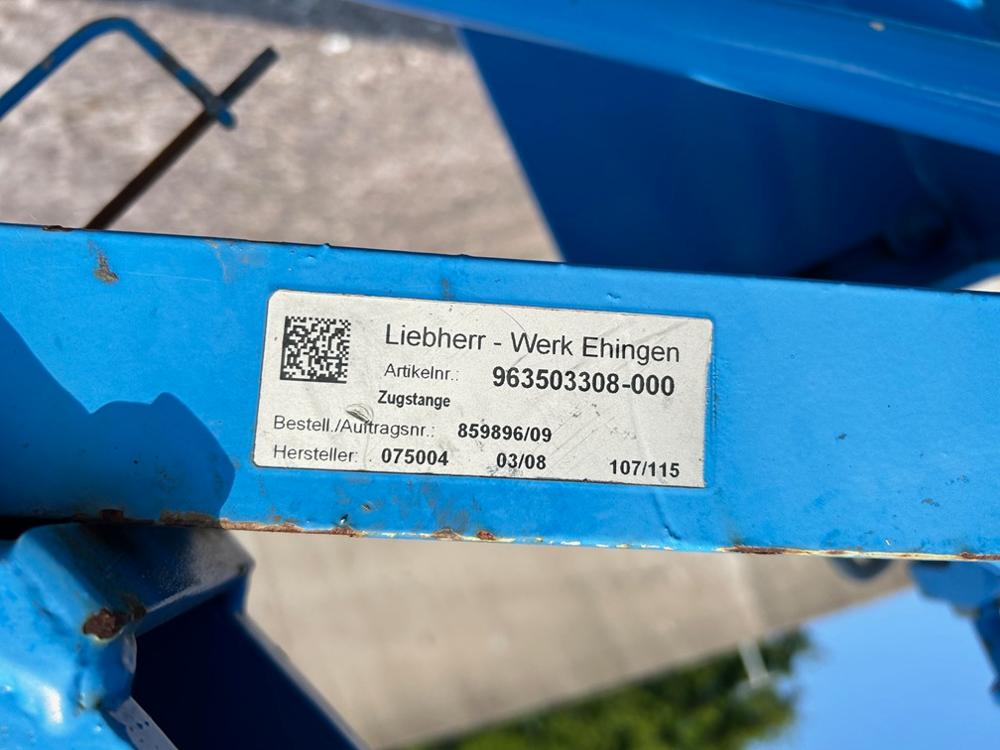 Liebherr - Werk Ehingen
Artikelnr.: 963503308-000
Zugstange
Bestell./Auftragsnr.: 859896/09
Hersteller: 075004 03/08 107/115